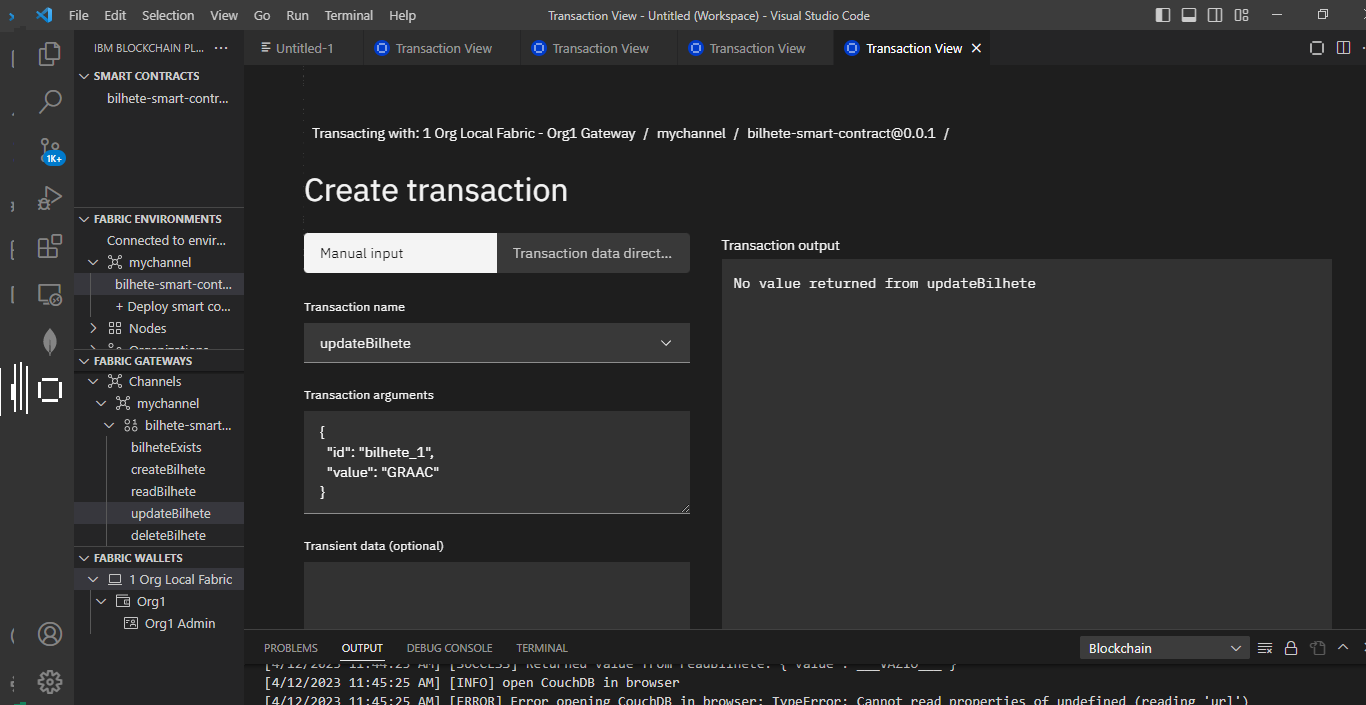 File Edit Selection View Go Run Terminal Help
Transaction View - Untitled (Workspace) - Visual Studio Code
IBM BLOCKCHAIN PL... ...
SMART CONTRACTS
bilhete-smart-contr...
1K+
FABRIC ENVIRONMENTS
Connected to envir...
mychannel
bilhete-smart-cont...
+ Deploy smart co...
Nodes
Organizations
FABRIC GATEWAYS
Channels
mychannel
bilhete-smart...
bilheteExists
createBilhete
readBilhete
updateBilhete
deleteBilhete
FABRIC WALLETS
1 Org Local Fabric
Org1
Org1 Admin
Untitled-1 Transaction View Transaction View Transaction View Transaction View
Transacting with: 1 Org Local Fabric - Org1 Gateway / mychannel / bilhete-smart-contract@0.0.1 /
Create transaction
Manual input Transaction data direct...
Transaction name
updateBilhete
Transaction arguments
{
"id": "bilhete_1",
"value": "GRAAC"
}
Transient data (optional)
Transaction output
No value returned from updateBilhete
PROBLEMS OUTPUT DEBUG CONSOLE TERMINAL
Blockchain
[4/12/2023 11:44:25 AM] [SUCCESS] Returned value from readBilhete: {"value":"___VAZIO___"}
[4/12/2023 11:45:25 AM] [INFO] open CouchDB in browser
[4/12/2023 11:45:25 AM] [ERROR] Error opening CouchDB in browser: TypeError: Cannot read properties of undefined (reading 'url')